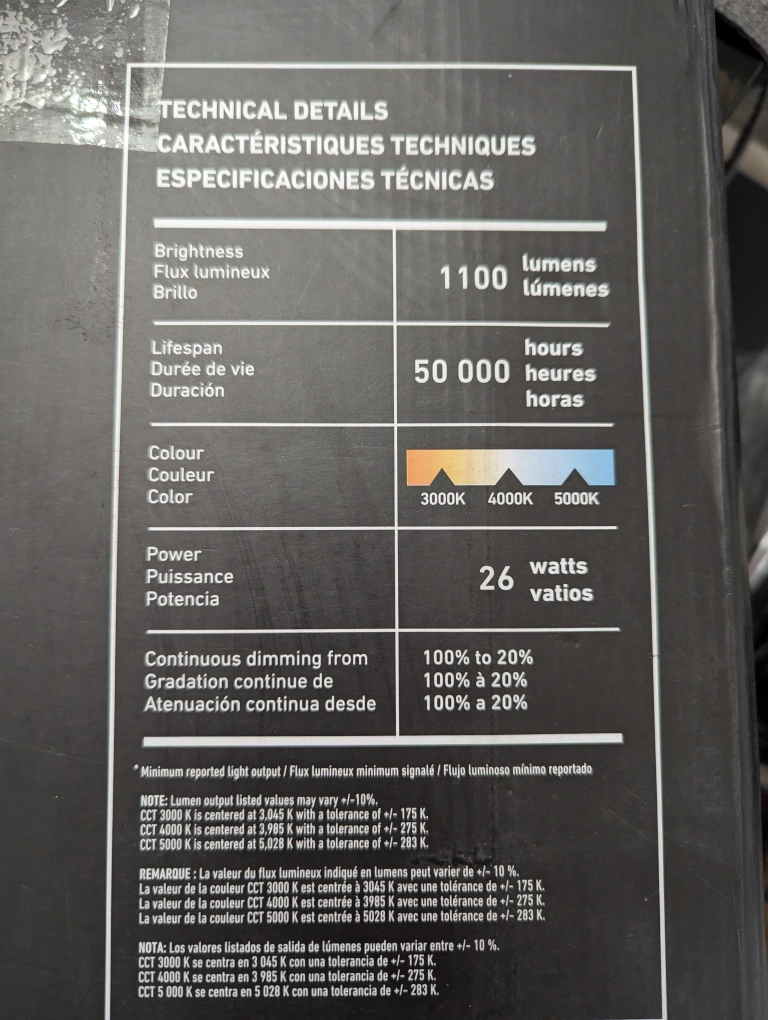 TECHNICAL DETAILS
CARACTÉRISTIQUES TECHNIQUES
ESPECIFICACIONES TÉCNICAS
Brightness
Flux lumineux
Brillo
1100 lumens
lúmenes
Lifespan
Durée de vie
Duración
50 000 hours
heures
horas
Colour
Couleur
Color
3000K 4000K 5000K
Power
Puissance
Potencia
26 watts
vatios
Continuous dimming from
Gradation continue de
Atenuación continua desde
100% to 20%
100% à 20%
100% a 20%
* Minimum reported light output / Flux lumineux minimum signalé / Flujo luminoso mínimo reportado
NOTE: Lumen output listed values may vary +/-10%.
CCT 3000 K is centered at 3,045 K with a tolerance of +/- 175 K.
CCT 4000 K is centered at 3,985 K with a tolerance of +/- 275 K.
CCT 5000 K is centered at 5,028 K with a tolerance of +/- 283 K.
REMARQUE : La valeur du flux lumineux indiqué en lumens peut varier de +/- 10 %.
La valeur de la couleur CCT 3000 K est centrée à 3045 K avec une tolérance de +/- 175 K.
La valeur de la couleur CCT 4000 K est centrée à 3985 K avec une tolérance de +/- 275 K.
La valeur de la couleur CCT 5000 K est centrée à 5028 K avec une tolérance de +/- 283 K.
NOTA: Los valores listados de salida de lúmenes pueden variar entre +/- 10 %.
CCT 3000 K se centra en 3 045 K con una tolerancia de +/- 175 K.
CCT 4000 K se centra en 3 985 K con una tolerancia de +/- 275 K.
CCT 5 000 K se centra en 5 028 K con una tolerancia de +/- 283 K.